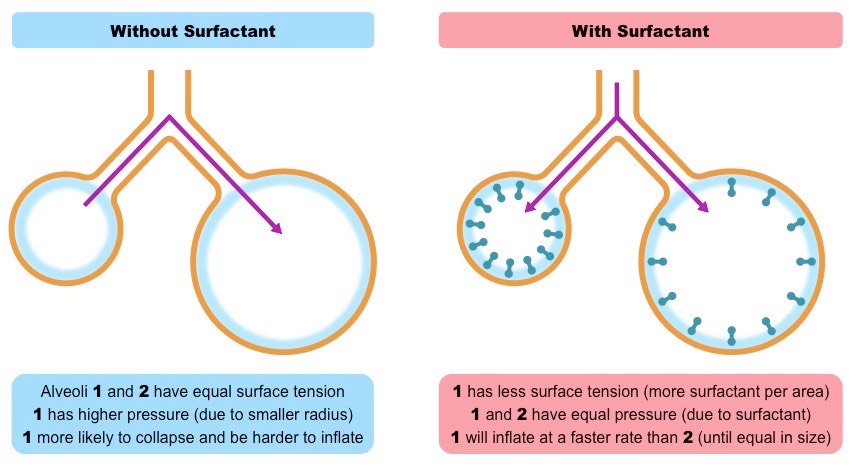 Without Surfactant
Alveoli 1 and 2 have equal surface tension
1 has higher pressure (due to smaller radius)
1 more likely to collapse and be harder to inflate
With Surfactant
1 has less surface tension (more surfactant per area)
1 and 2 have equal pressure (due to surfactant)
1 will inflate at a faster rate than 2 (until equal in size)